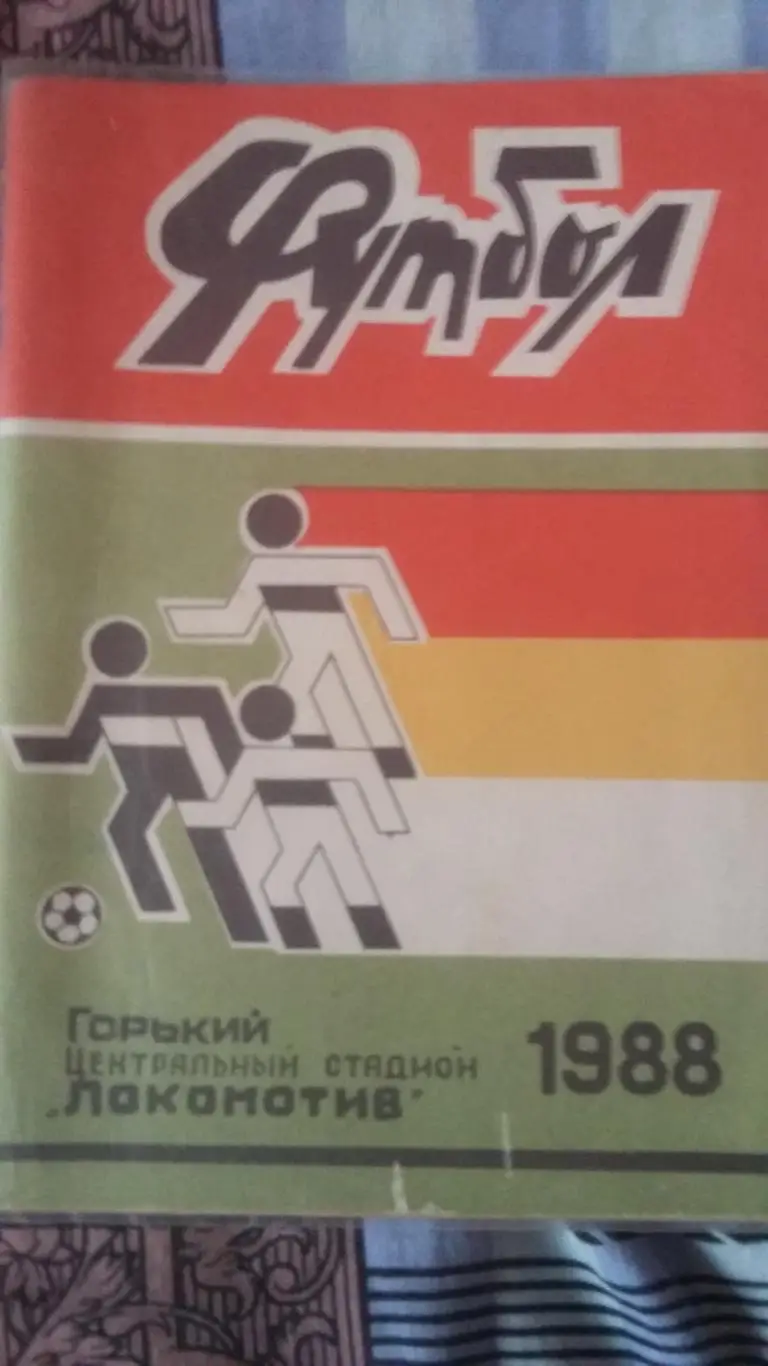 Футбол
Горький
Центральный стадион
„Локомотив"
1988